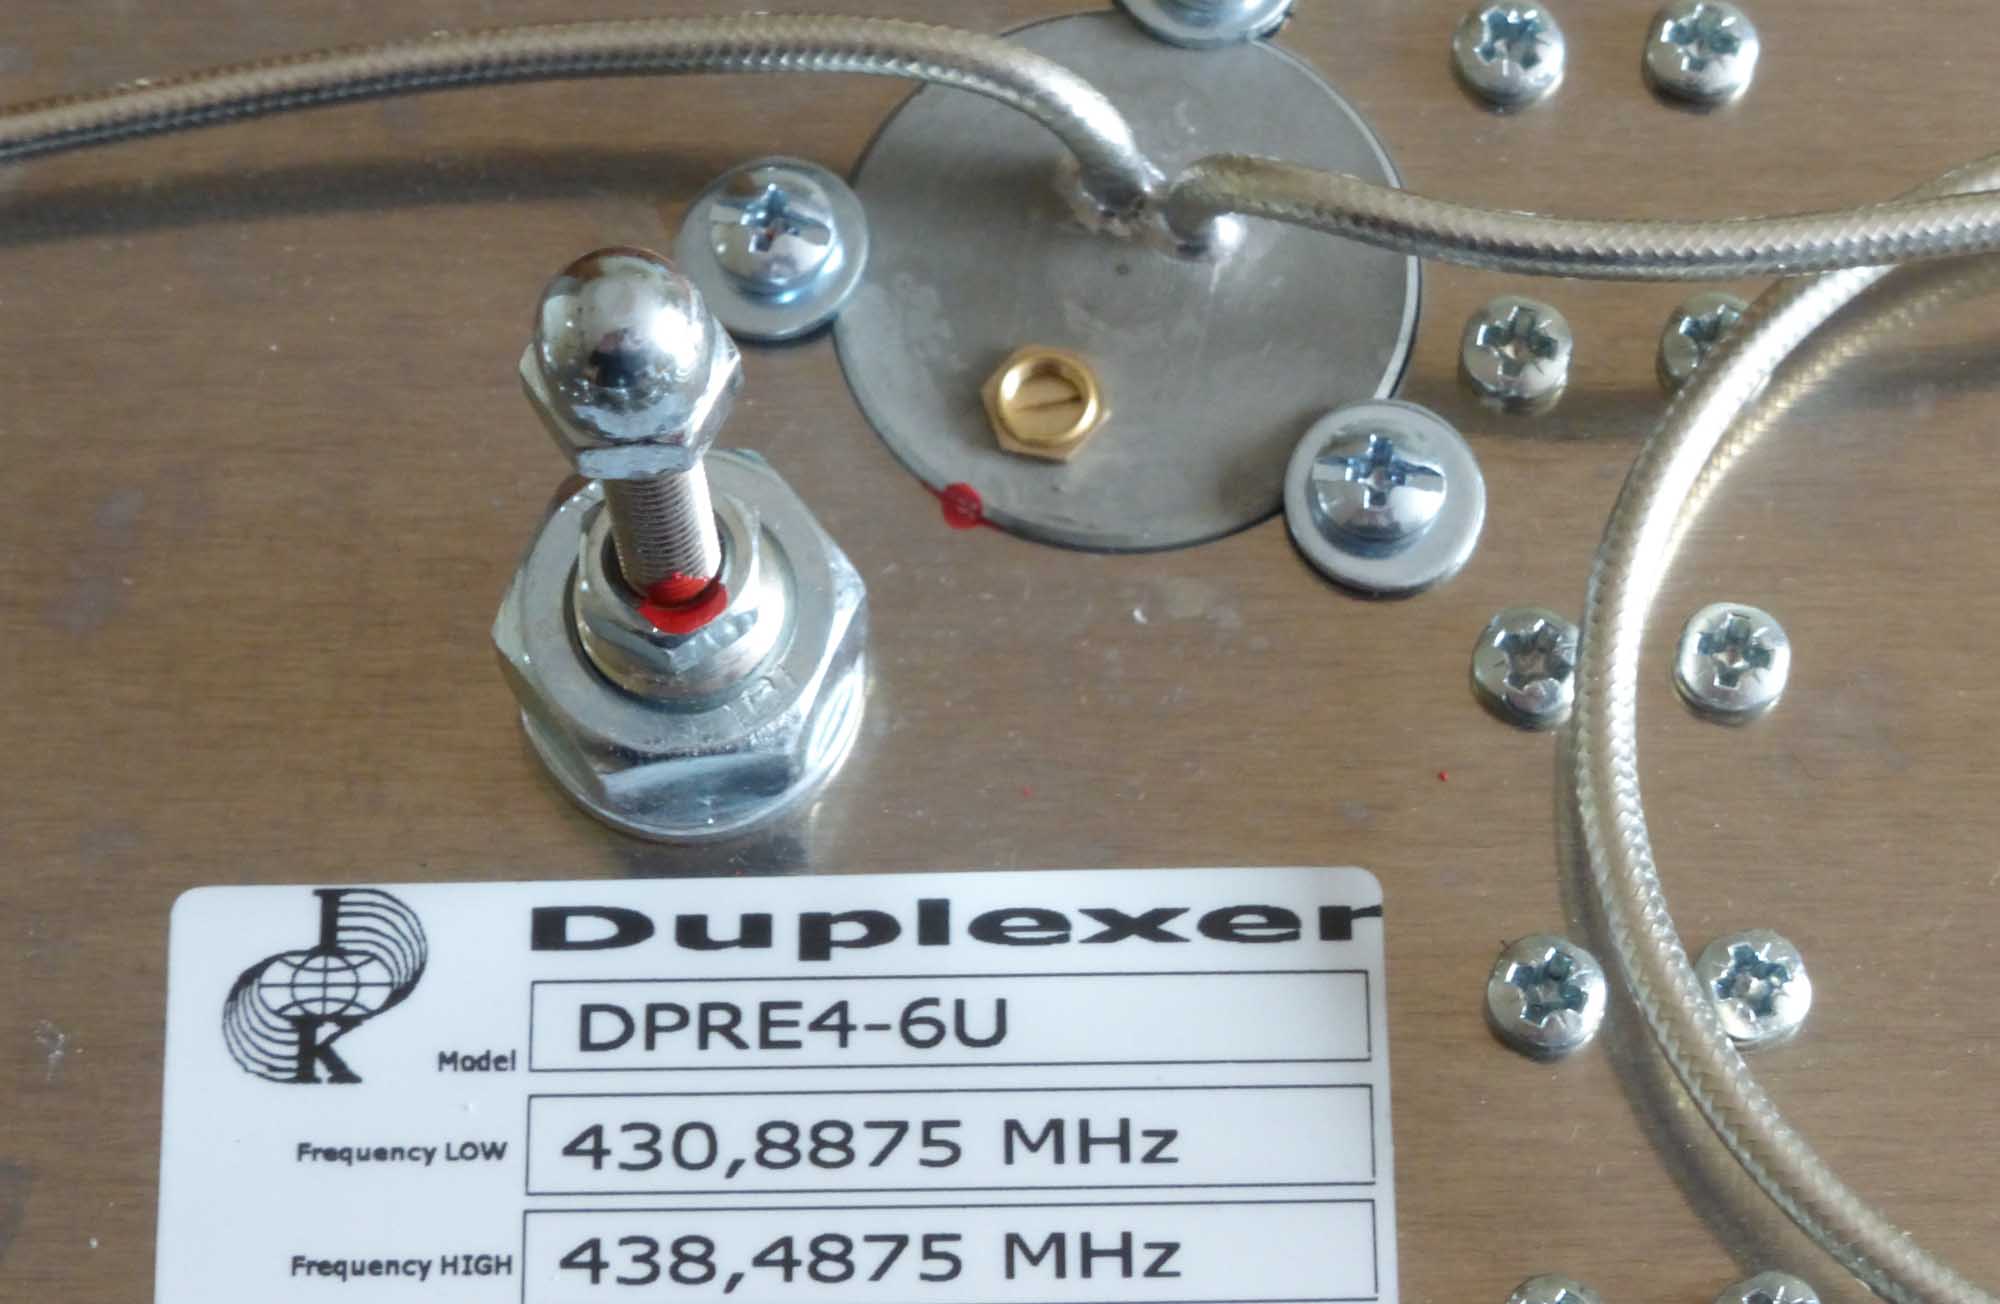 I
K
Duplexer
Model DPRE4-6U
Frequency LOW 430,8875 MHz
Frequency HIGH 438,4875 MHz